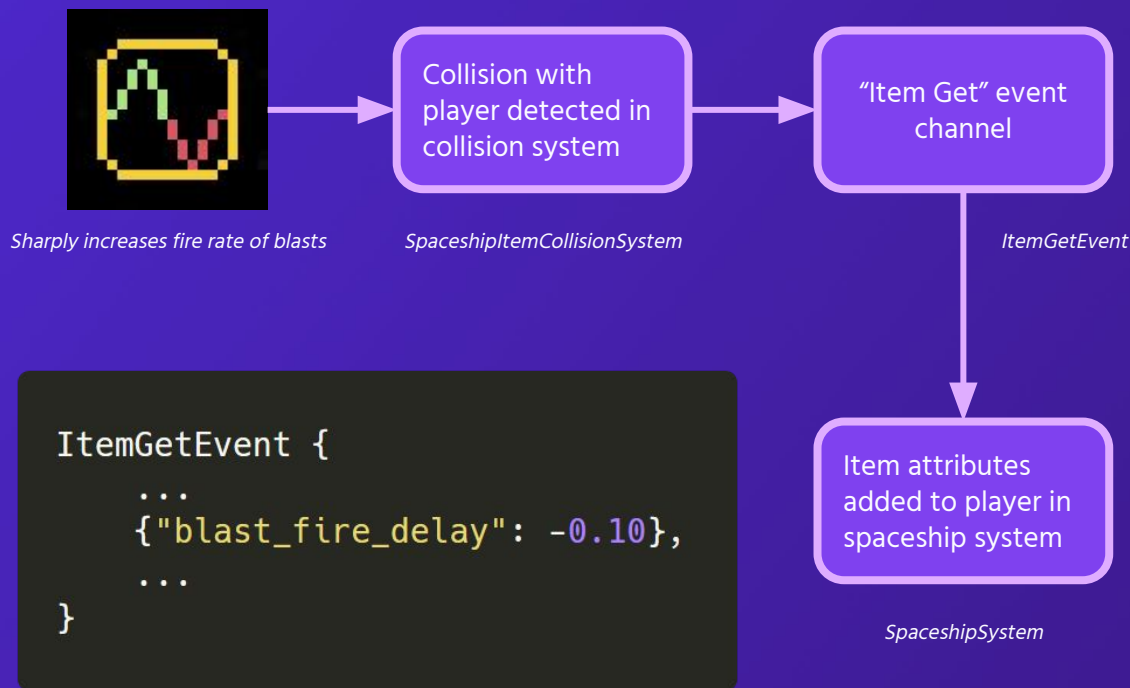 Collision with
player detected in
collision system
“Item Get” event
channel
Sharply increases fire rate of blasts
SpaceshipItemCollisionSystem
ItemGetEvent
ItemGetEvent {
...
{"blast_fire_delay": -0.10},
...
}
Item attributes
added to player in
spaceship system
SpaceshipSystem